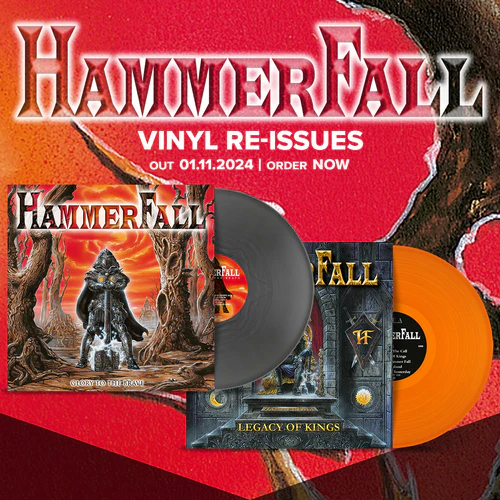 HAMMERFALL
VINYL RE-ISSUES
OUT 01.11.2024 | ORDER NOW
HAMMERFALL
GLORY TO THE BRAVE
FALL
HF
LEGACY OF KINGS